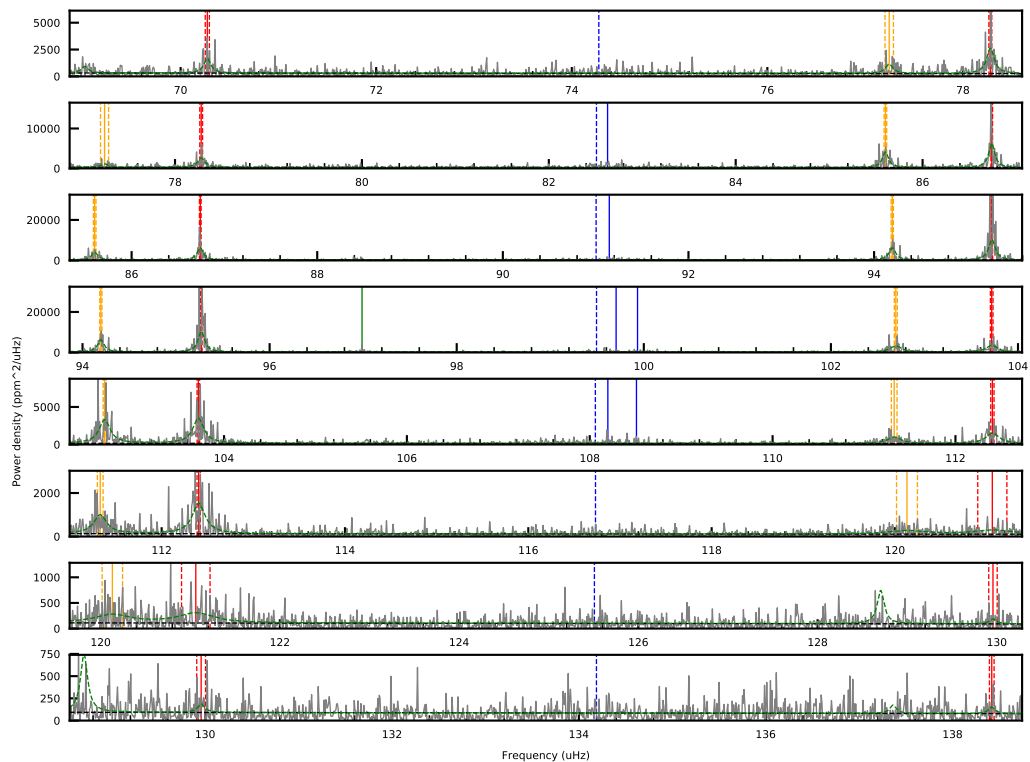 5000
2500
0
70 72 74 76 78
10000
0
78 80 82 84 86
20000
0
86 88 90 92 94
20000
0
94 96 98 100 102 104
5000
0
104 106 108 110 112
2000
0
112 114 116 118 120
1000
500
0
120 122 124 126 128 130
750
500
250
0
130 132 134 136 138
Power density (ppm^2/uHz)
Frequency (uHz)